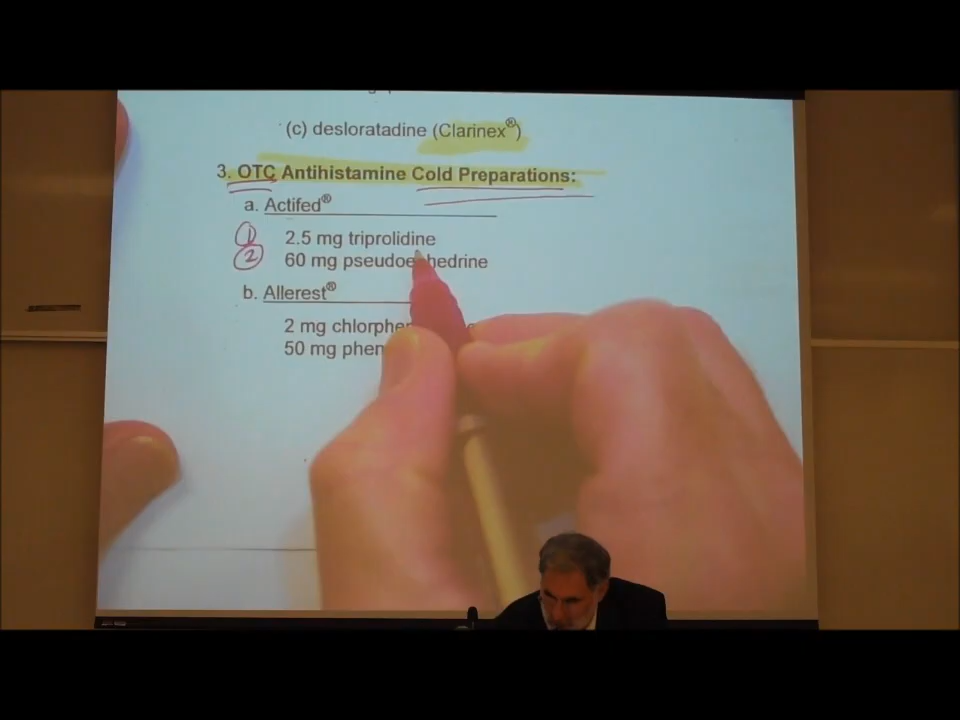 (c) desloratadine (Clarinex®)
3. OTC Antihistamine Cold Preparations:
a. Actifed®
① 2.5 mg triprolidine
② 60 mg
b. Allerest®
2 mg
50 mg